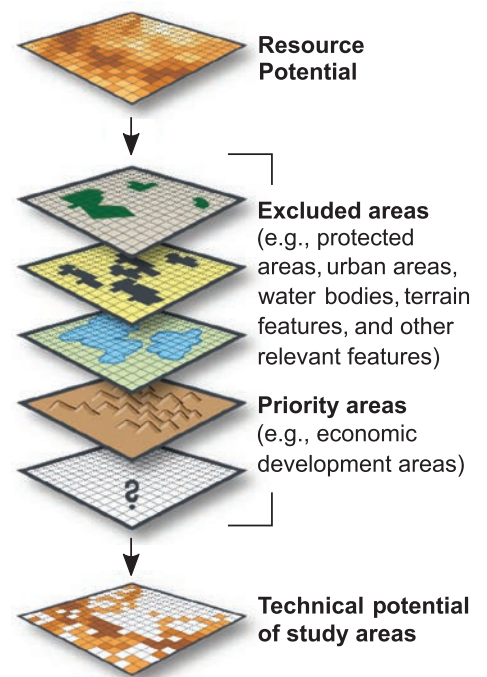 Resource
Potential
Excluded areas
(e.g., protected
areas, urban areas,
water bodies, terrain
features, and other
relevant features)
Priority areas
(e.g., economic
development areas)
?
Technical potential
of study areas